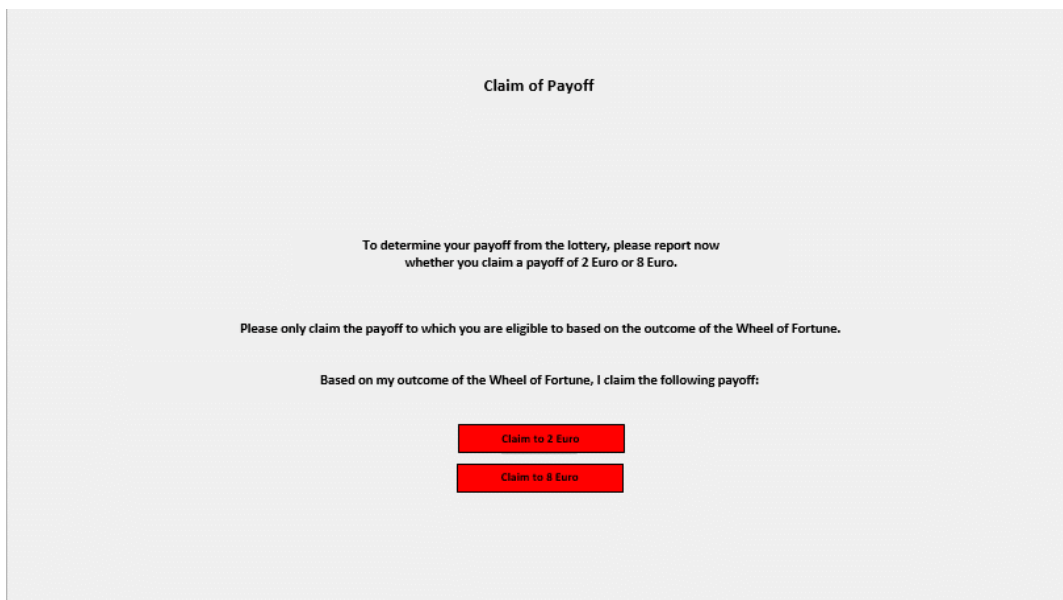 Claim of Payoff
To determine your payoff from the lottery, please report now
whether you claim a payoff of 2 Euro or 8 Euro.
Please only claim the payoff to which you are eligible to based on the outcome of the Wheel of Fortune.
Based on my outcome of the Wheel of Fortune, I claim the following payoff:
Claim to 2 Euro
Claim to 8 Euro